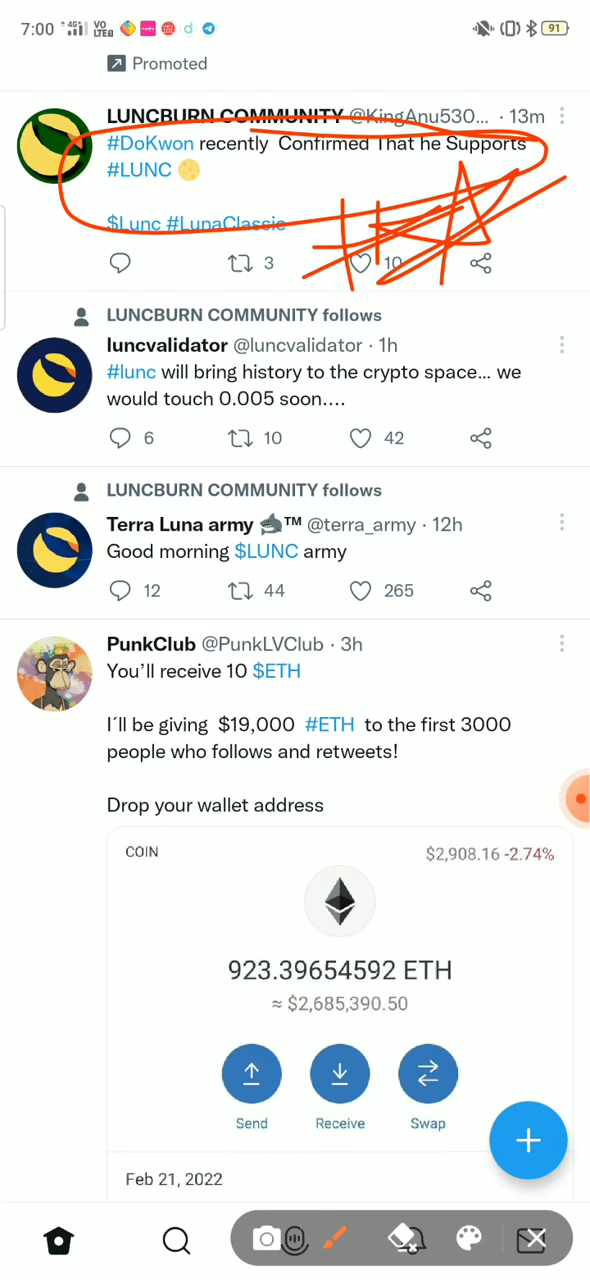 7:00 4G VO LTE 91
Promoted
LUNCBURN COMMUNITY @KingAnu530... · 13m
#DoKwon recently Confirmed That he Supports
#LUNC 🌕
$Lunc #LunaClassic
3 10
LUNCBURN COMMUNITY follows
luncvalidator @luncvalidator · 1h
#lunc will bring history to the crypto space... we
would touch 0.005 soon....
6 10 42
LUNCBURN COMMUNITY follows
Terra Luna army 🦈™ @terra_army · 12h
Good morning $LUNC army
12 44 265
PunkClub @PunkLVClub · 3h
You’ll receive 10 $ETH
I´ll be giving $19,000 #ETH to the first 3000
people who follows and retweets!
Drop your wallet address
COIN $2,908.16 -2.74%
923.39654592 ETH
≈ $2,685,390.50
Send Receive Swap
Feb 21, 2022